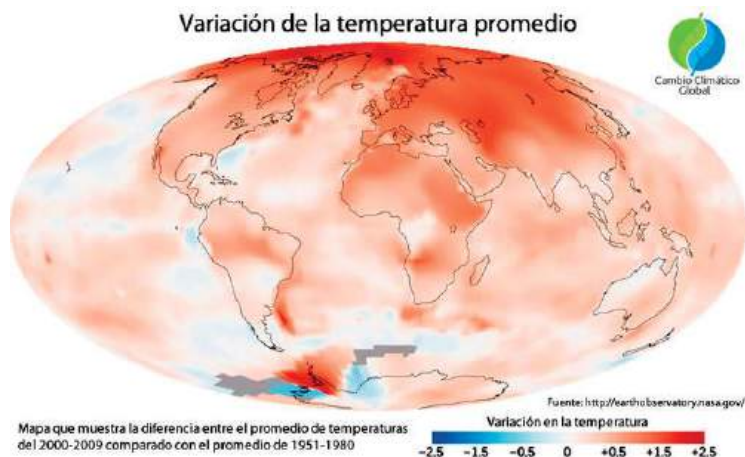 Variación de la temperatura promedio
Cambio Climático
Global
Fuente: http://earthobservatory.nasa.gov/
Mapa que muestra la diferencia entre el promedio de temperaturas
del 2000-2009 comparado con el promedio de 1951-1980
Variación en la temperatura
−2.5 −1.5 −0.5 0 +0.5 +1.5 +2.5